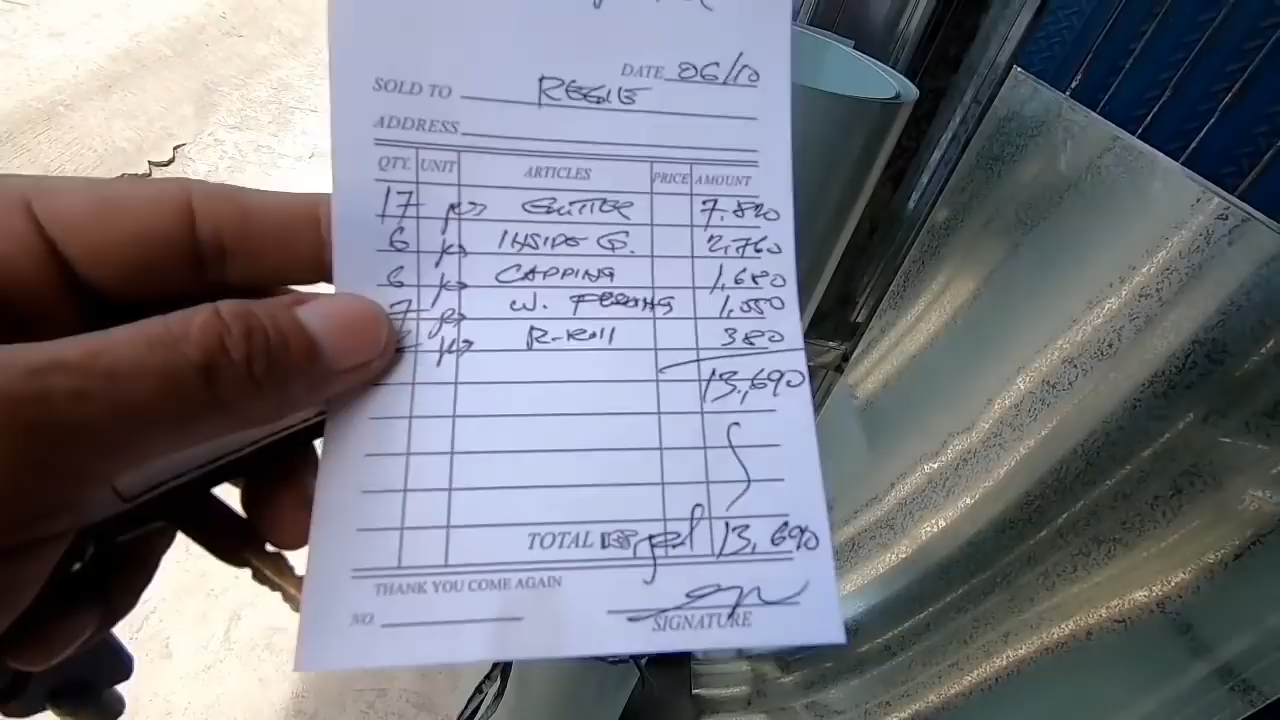 DATE 06/10
SOLD TO REGIE
ADDRESS
QTY. UNIT ARTICLES PRICE AMOUNT
17 pcs GUTTER 7,820
6 pcs INSIDE G. 2,760
6 pcs CAPPING 1,680
7 pcs W. FLASHING 1,050
pcs R-Roll 380
13,690
TOTAL 13,690
THANK YOU COME AGAIN
NO.
SIGNATURE